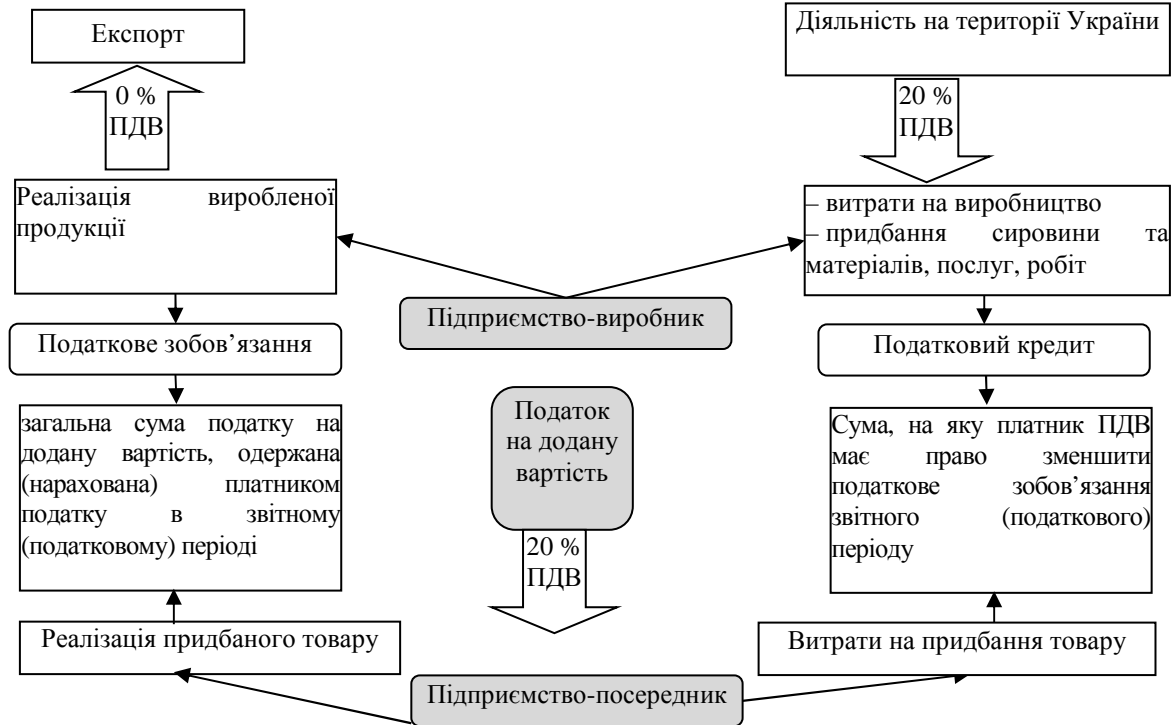 Експорт
Діяльність на території України
0 %
ПДВ
20 %
ПДВ
Реалізація виробленої
продукції
– витрати на виробництво
– придбання сировини та
матеріалів, послуг, робіт
Підприємство-виробник
Податкове зобов’язання
Податковий кредит
загальна сума податку на
додану вартість, одержана
(нарахована) платником
податку в звітному
(податковому) періоді
Податок
на додану
вартість
Сума, на яку платник ПДВ
має право зменшити
податкове зобов’язання
звітного (податкового)
періоду
20 %
ПДВ
Реалізація придбаного товару
Витрати на придбання товару
Підприємство-посередник